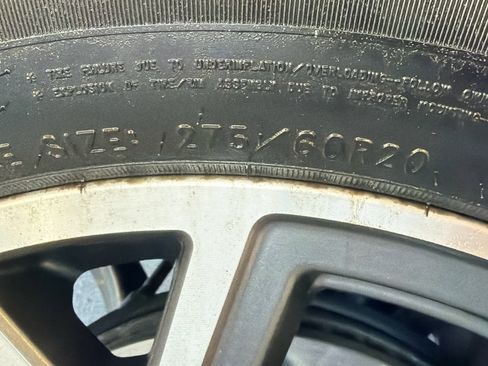 TIRE FAILURE DUE TO UNDERINFLATION/OVERLOADING-FOLLOW OWN
EXPLOSION OF TIRE/RIM ASSEMBLY DUE TO IMPROPER MOUNTING-
E SIZE: 275/60R20